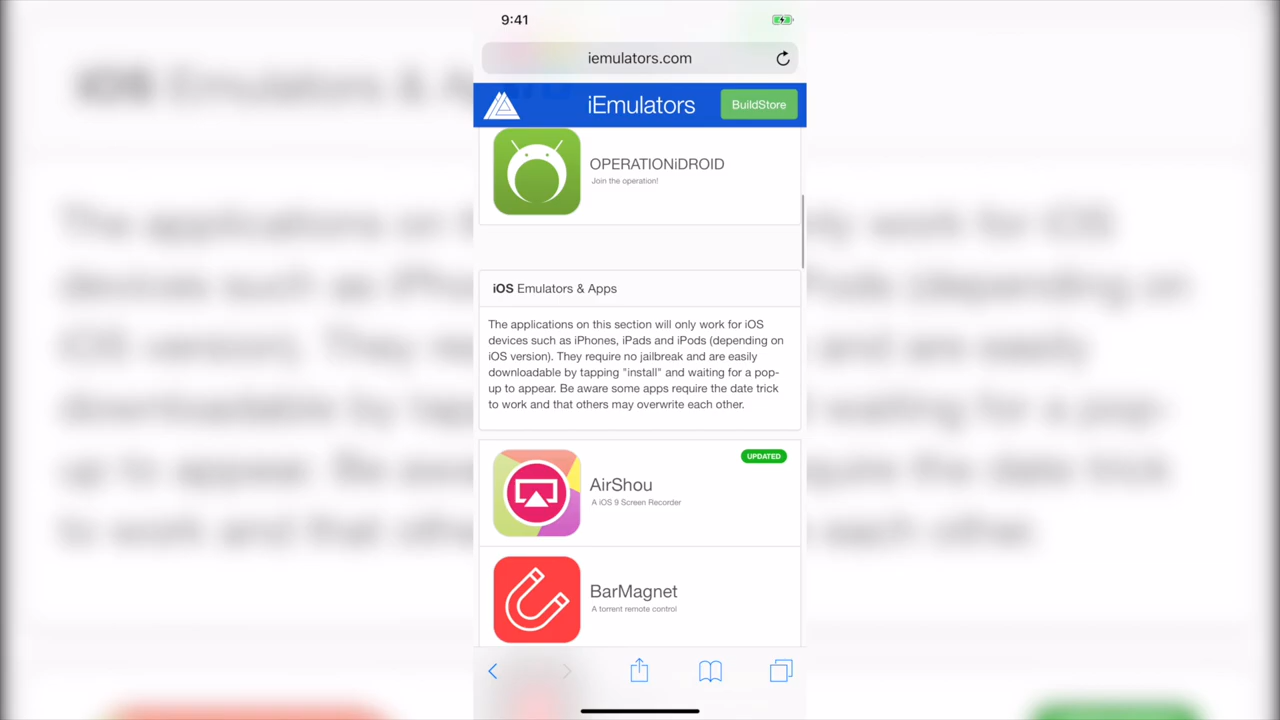 9:41
iemulators.com
iEmulators
BuildStore
OPERATIONiDROID
Join the operation!
iOS Emulators & Apps
The applications on this section will only work for iOS
devices such as iPhones, iPads and iPods (depending on
iOS version). They require no jailbreak and are easily
downloadable by tapping "install" and waiting for a pop-
up to appear. Be aware some apps require the date trick
to work and that others may overwrite each other.
UPDATED
AirShou
A iOS 9 Screen Recorder
BarMagnet
A torrent remote control